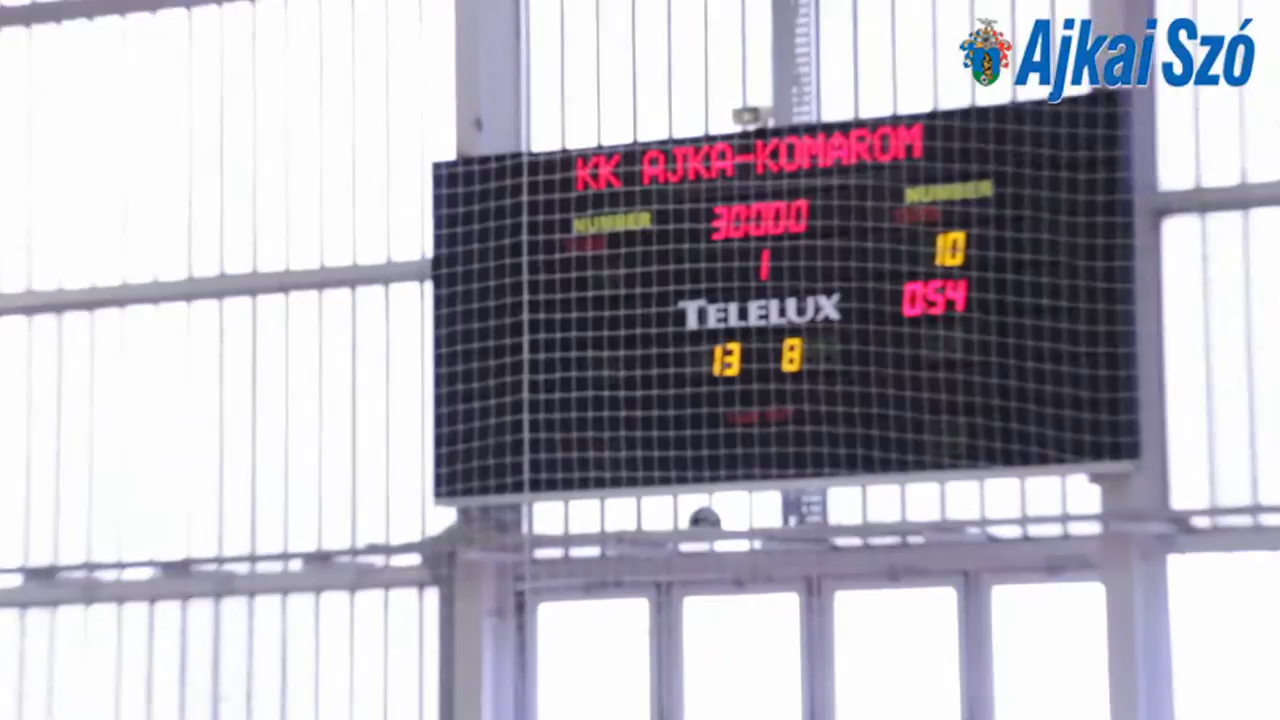 Ajkai Szó
KK AJKA-KOMAROM
NUMBER 30000 NUMBER
1 10
TELELUX 054
13 8